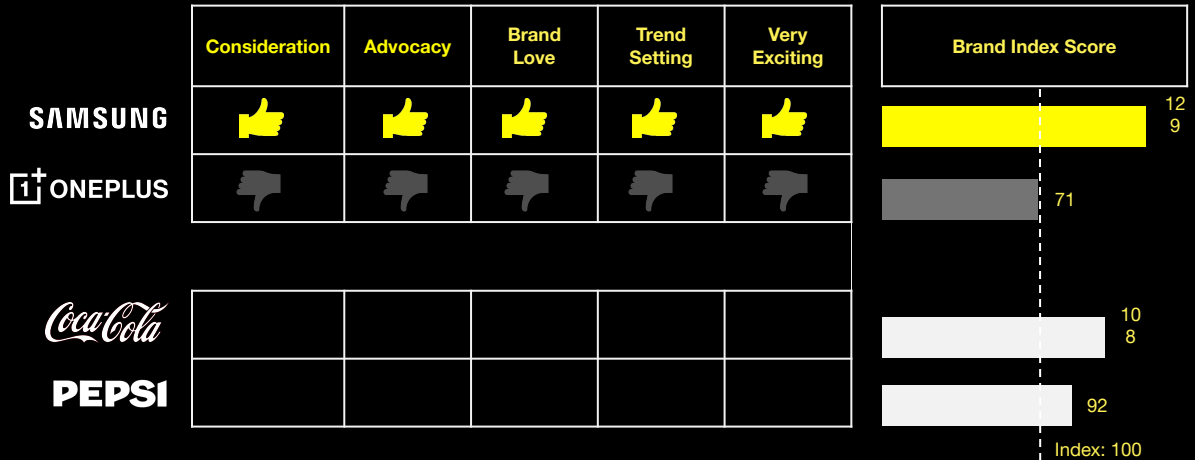 Consideration
Advocacy
Brand
Love
Trend
Setting
Very
Exciting
Brand Index Score
SAMSUNG
12
9
1+ ONEPLUS
71
Coca-Cola
10
8
PEPSI
92
Index: 100